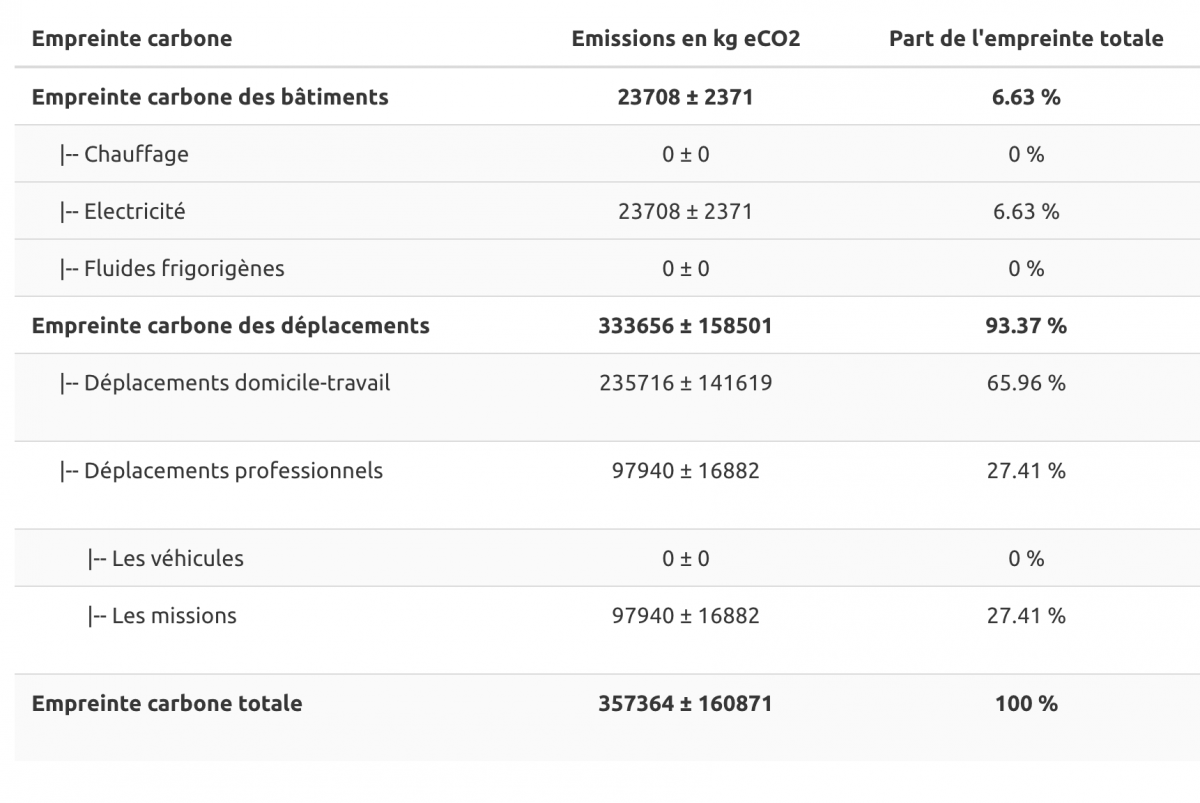 Empreinte carbone Emissions en kg eCO2 Part de l'empreinte totale
Empreinte carbone des bâtiments 23708 ± 2371 6.63 %
|-- Chauffage 0 ± 0 0 %
|-- Electricité 23708 ± 2371 6.63 %
|-- Fluides frigorigènes 0 ± 0 0 %
Empreinte carbone des déplacements 333656 ± 158501 93.37 %
|-- Déplacements domicile-travail 235716 ± 141619 65.96 %
|-- Déplacements professionnels 97940 ± 16882 27.41 %
|-- Les véhicules 0 ± 0 0 %
|-- Les missions 97940 ± 16882 27.41 %
Empreinte carbone totale 357364 ± 160871 100 %